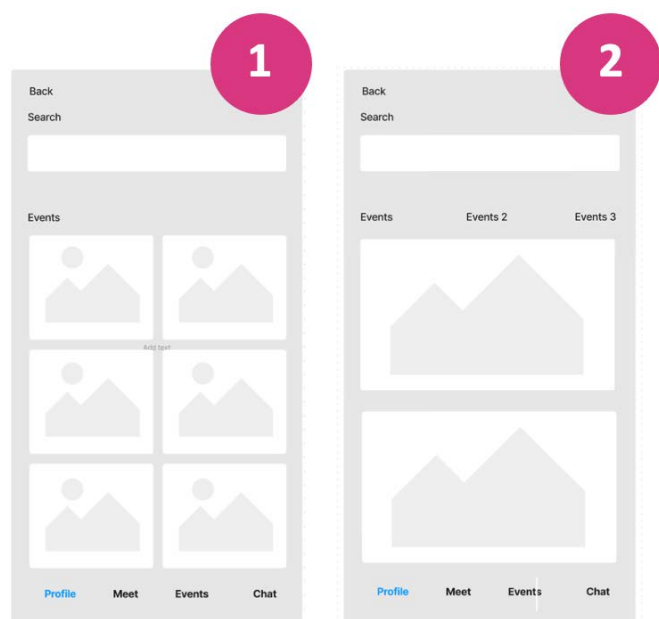 1
Back
Search
Events
Add text
Profile Meet Events Chat
2
Back
Search
Events Events 2 Events 3
Profile Meet Events Chat